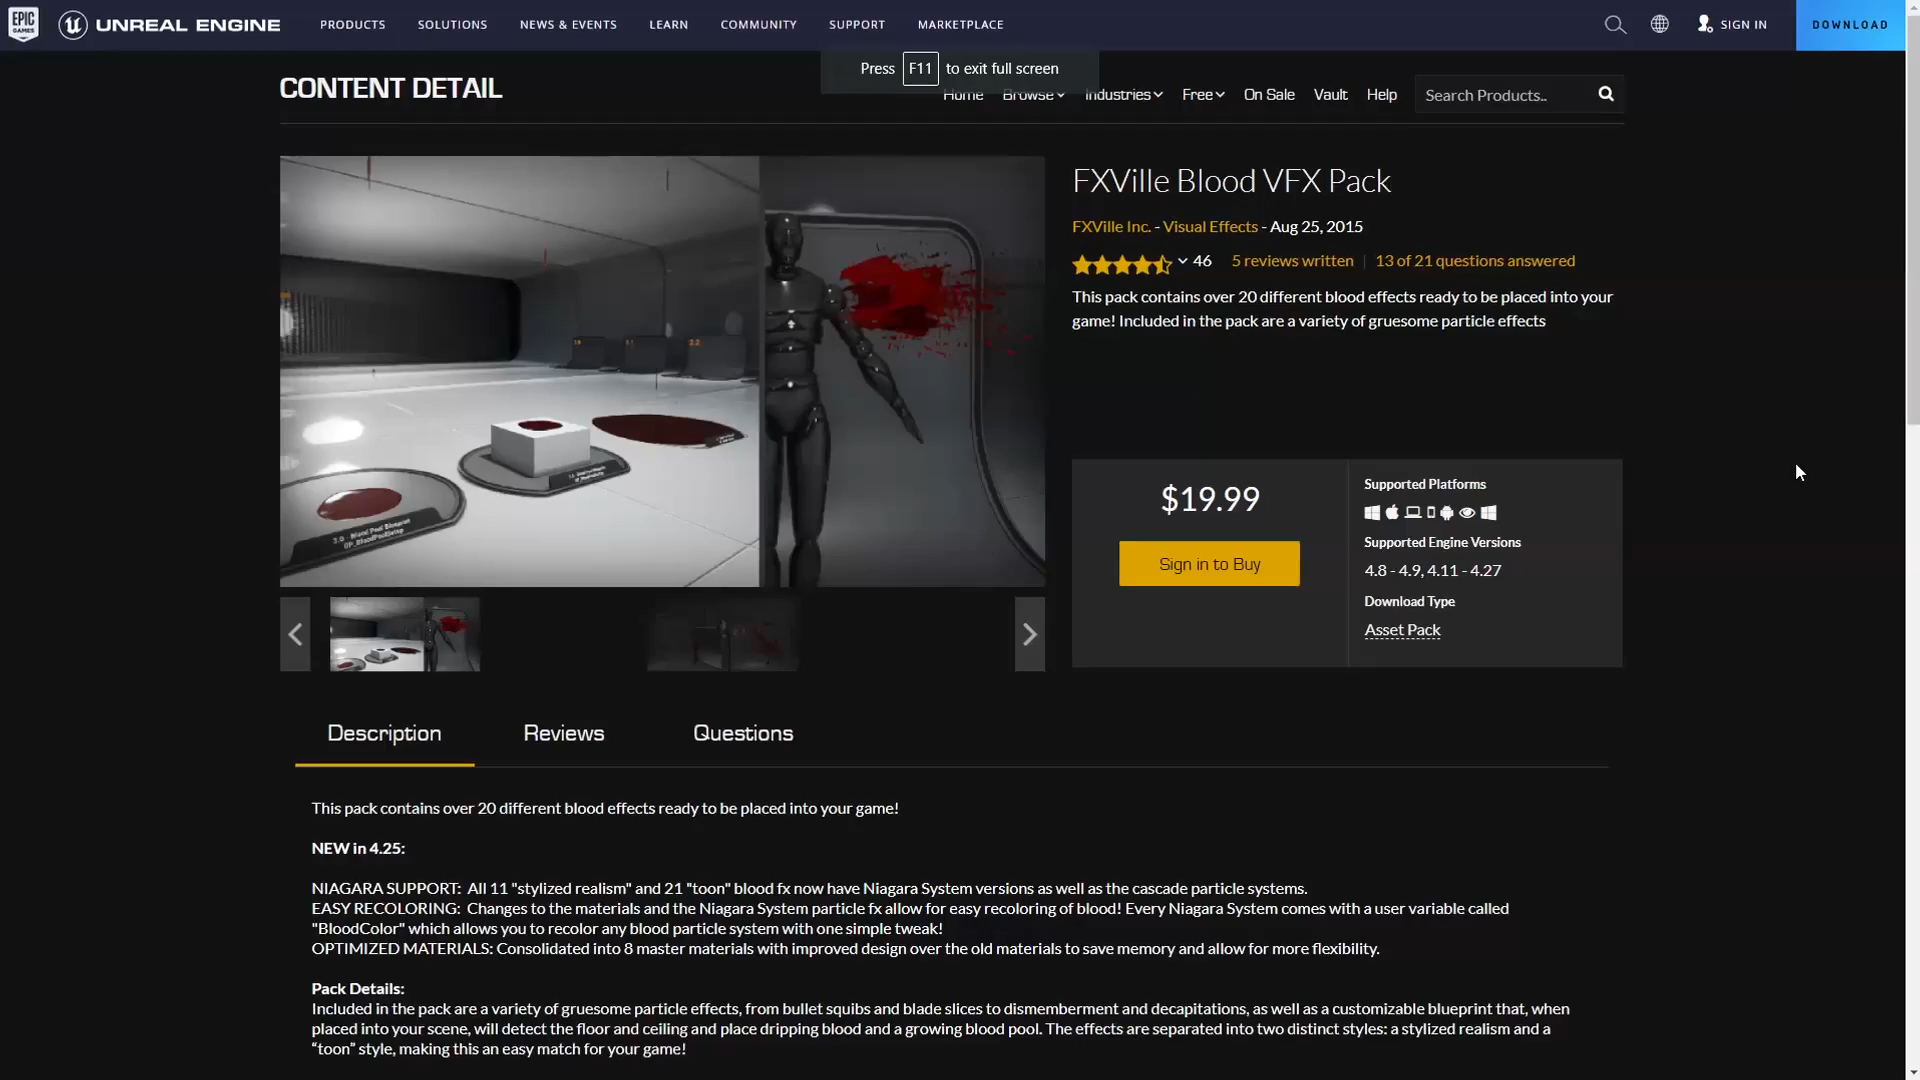 EPIC GAMES
UNREAL ENGINE
PRODUCTS
SOLUTIONS
NEWS & EVENTS
LEARN
COMMUNITY
SUPPORT
MARKETPLACE
SIGN IN
DOWNLOAD
Press F11 to exit full screen
CONTENT DETAIL
Home
Browse
Industries
Free
On Sale
Vault
Help
Search Products..
FXVille Blood VFX Pack
FXVille Inc. - Visual Effects - Aug 25, 2015
46
5 reviews written
13 of 21 questions answered
This pack contains over 20 different blood effects ready to be placed into your
game! Included in the pack are a variety of gruesome particle effects
$19.99
Sign in to Buy
Supported Platforms
Supported Engine Versions
4.8 - 4.9, 4.11 - 4.27
Download Type
Asset Pack
Description
Reviews
Questions
This pack contains over 20 different blood effects ready to be placed into your game!
NEW in 4.25:
NIAGARA SUPPORT: All 11 "stylized realism" and 21 "toon" blood fx now have Niagara System versions as well as the cascade particle systems.
EASY RECOLORING: Changes to the materials and the Niagara System particle fx allow for easy recoloring of blood! Every Niagara System comes with a user variable called
"BloodColor" which allows you to recolor any blood particle system with one simple tweak!
OPTIMIZED MATERIALS: Consolidated into 8 master materials with improved design over the old materials to save memory and allow for more flexibility.
Pack Details:
Included in the pack are a variety of gruesome particle effects, from bullet squibs and blade slices to dismemberment and decapitations, as well as a customizable blueprint that, when
placed into your scene, will detect the floor and ceiling and place dripping blood and a growing blood pool. The effects are separated into two distinct styles: a stylized realism and a
“toon” style, making this an easy match for your game!